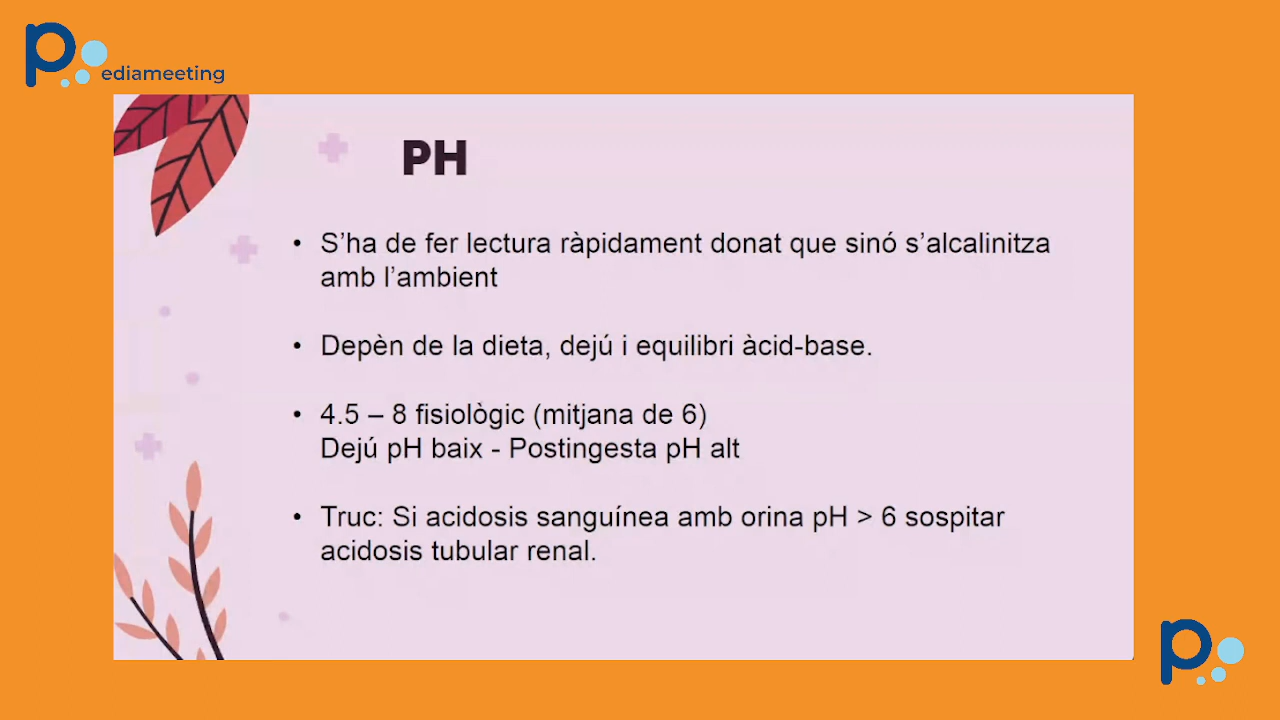 Pediameeting
PH
• S’ha de fer lectura ràpidament donat que sinó s’alcalinitza
amb l’ambient
• Depèn de la dieta, dejú i equilibri àcid-base.
• 4.5 – 8 fisiològic (mitjana de 6)
Dejú pH baix - Postingesta pH alt
• Truc: Si acidosis sanguínea amb orina pH > 6 sospitar
acidosis tubular renal.
P